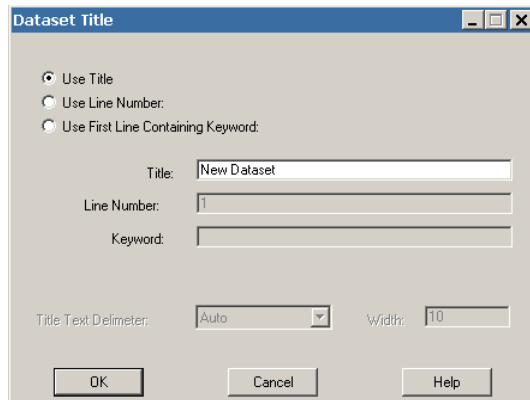 Dataset Title
Use Title
Use Line Number:
Use First Line Containing Keyword:
Title: New Dataset
Line Number: 1
Keyword:
Title Text Delimeter: Auto Width: 10
OK Cancel Help